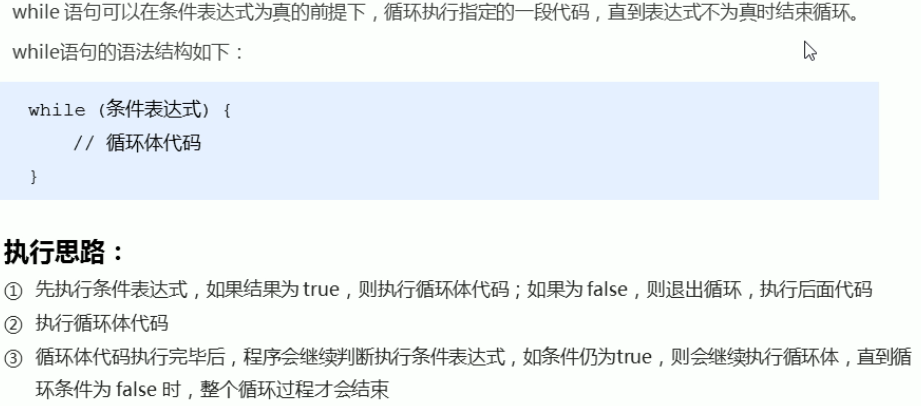 while 语句可以在条件表达式为真的前提下，循环执行指定的一段代码，直到表达式不为真时结束循环。
while语句的语法结构如下：
while (条件表达式) {
// 循环体代码
}
执行思路：
① 先执行条件表达式，如果结果为 true，则执行循环体代码；如果为 false，则退出循环，执行后面代码
② 执行循环体代码
③ 循环体代码执行完毕后，程序会继续判断执行条件表达式，如条件仍为true，则会继续执行循环体，直到循
环条件为 false 时，整个循环过程才会结束